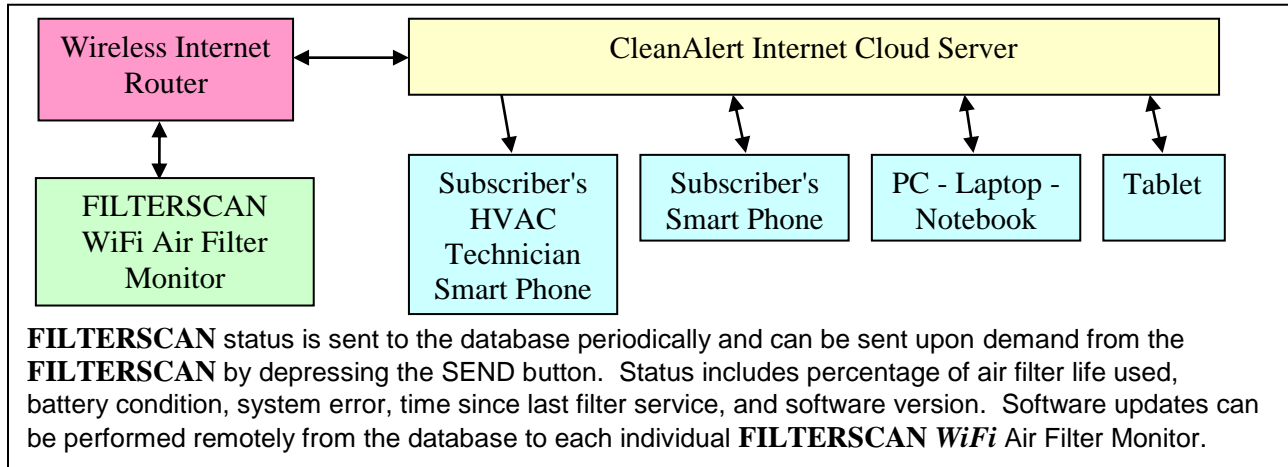 Wireless Internet
Router
CleanAlert Internet Cloud Server
FILTERSCAN
WiFi Air Filter
Monitor
Subscriber's
HVAC
Technician
Smart Phone
Subscriber's
Smart Phone
PC - Laptop -
Notebook
Tablet
FILTERSCAN status is sent to the database periodically and can be sent upon demand from the
FILTERSCAN by depressing the SEND button.  Status includes percentage of air filter life used,
battery condition, system error, time since last filter service, and software version.  Software updates can
be performed remotely from the database to each individual FILTERSCAN WiFi Air Filter Monitor.